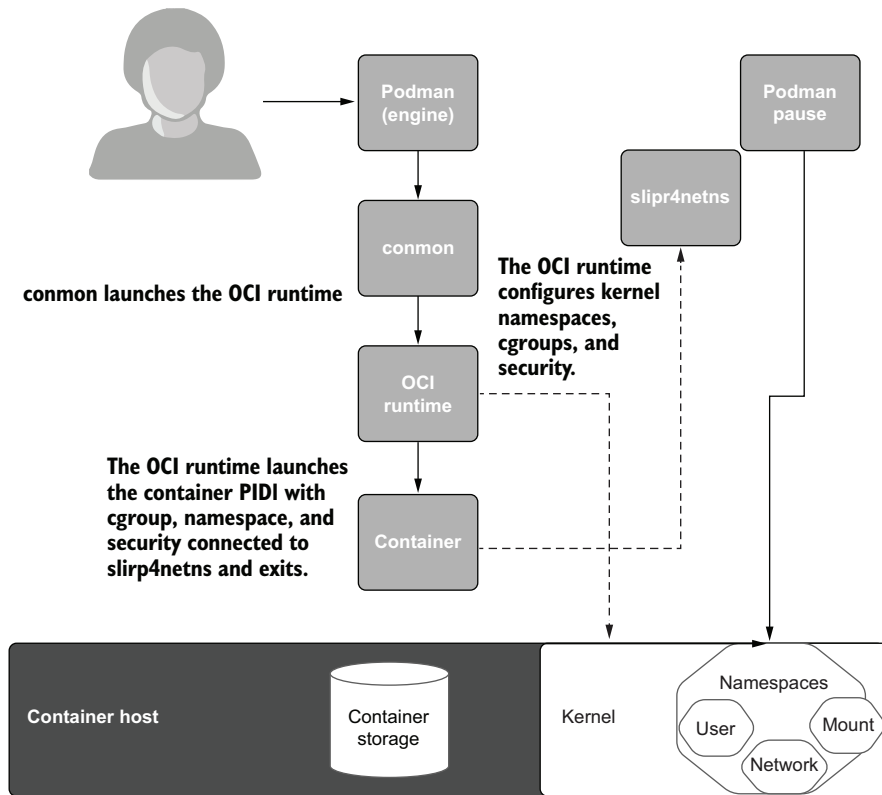 Podman
(engine)
Podman
pause
slipr4netns
conmon
The OCI runtime
configures kernel
namespaces,
cgroups, and
security.
conmon launches the OCI runtime
OCI
runtime
The OCI runtime launches
the container PID1 with
cgroup, namespace, and
security connected to
slirp4netns and exits.
Container
Container host
Container
storage
Kernel
Namespaces
User
Mount
Network